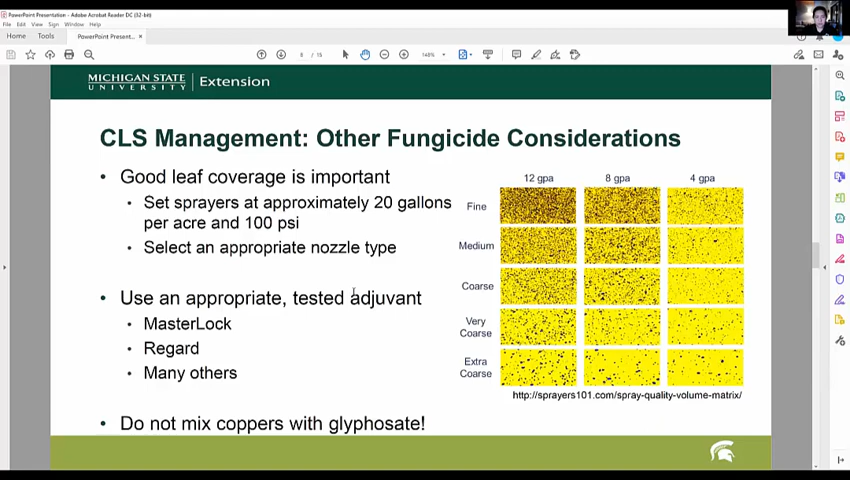 PowerPoint Presentation - Adobe Acrobat Reader DC (32-bit)
File Edit View Sign Window Help
Home Tools PowerPoint Present... ×
8 / 15 148%
MICHIGAN STATE
UNIVERSITY Extension
CLS Management: Other Fungicide Considerations
• Good leaf coverage is important
• Set sprayers at approximately 20 gallons
per acre and 100 psi
• Select an appropriate nozzle type
• Use an appropriate, tested adjuvant
• MasterLock
• Regard
• Many others
• Do not mix coppers with glyphosate!
12 gpa 8 gpa 4 gpa
Fine
Medium
Coarse
Very
Coarse
Extra
Coarse
http://sprayers101.com/spray-quality-volume-matrix/